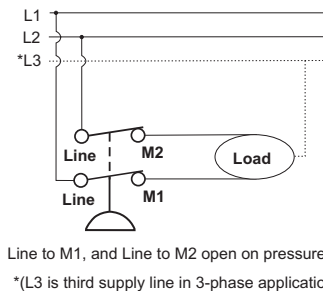 L1
L2
*L3
Line M2 Load
Line M1
Line to M1, and Line to M2 open on pressure
*(L3 is third supply line in 3-phase